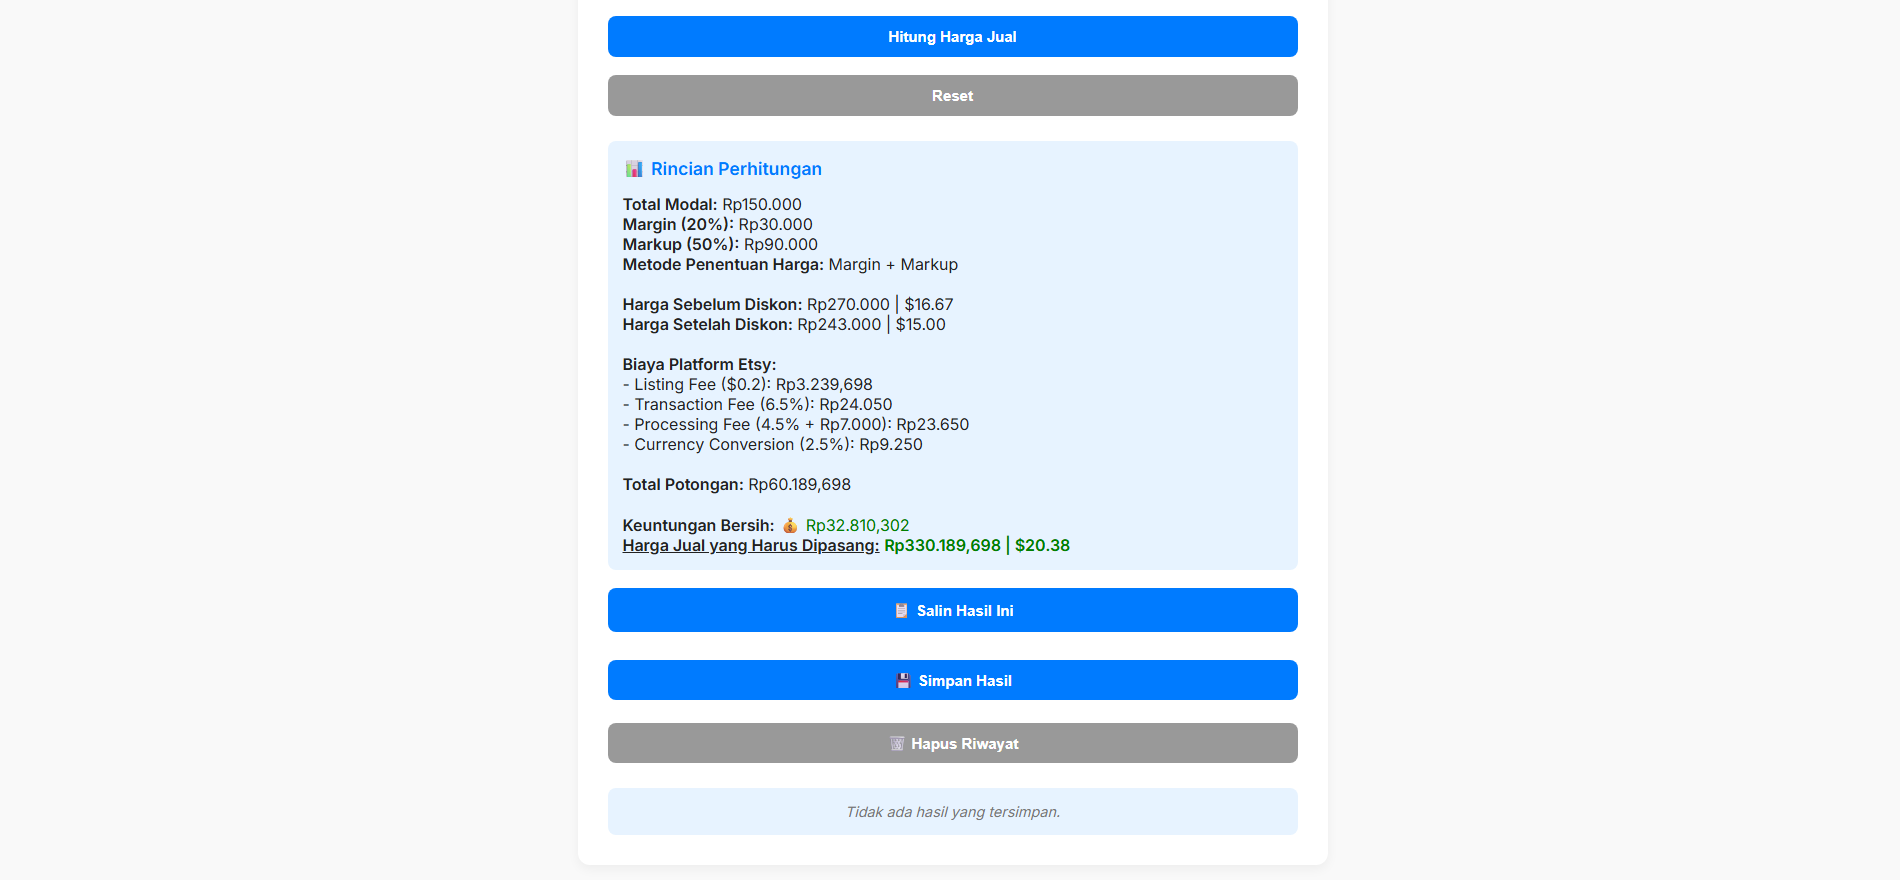 Hitung Harga Jual
Reset
📊 Rincian Perhitungan
Total Modal: Rp150.000
Margin (20%): Rp30.000
Markup (50%): Rp90.000
Metode Penentuan Harga: Margin + Markup
Harga Sebelum Diskon: Rp270.000 | $16.67
Harga Setelah Diskon: Rp243.000 | $15.00
Biaya Platform Etsy:
- Listing Fee ($0.2): Rp3.239,698
- Transaction Fee (6.5%): Rp24.050
- Processing Fee (4.5% + Rp7.000): Rp23.650
- Currency Conversion (2.5%): Rp9.250
Total Potongan: Rp60.189,698
Keuntungan Bersih: 💰 Rp32.810,302
Harga Jual yang Harus Dipasang: Rp330.189,698 | $20.38
📋 Salin Hasil Ini
💾 Simpan Hasil
🗑️ Hapus Riwayat
Tidak ada hasil yang tersimpan.